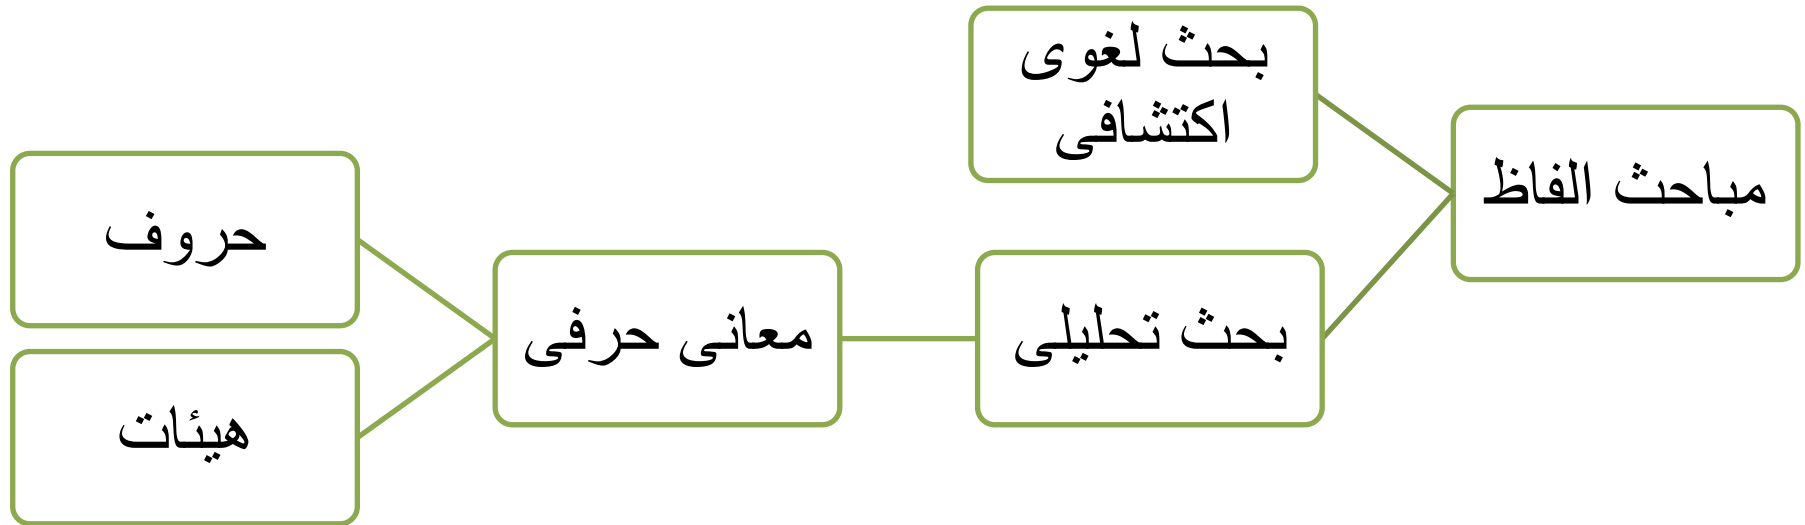 مباحث الفاظ
بحث لغوی
اکتشافی
بحث تحلیلی
معانی حرفی
حروف
هیئات